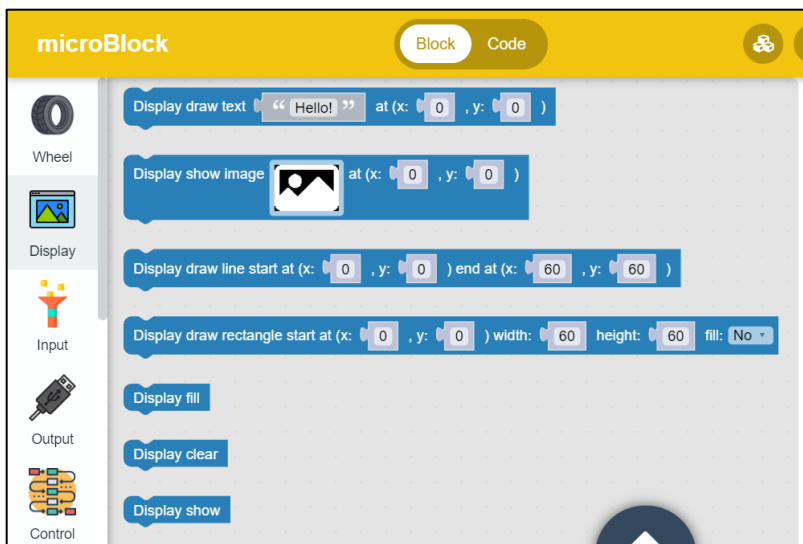 microBlock
Block Code
Wheel
Display
Input
Output
Control
Display draw text “ Hello! ” at (x: 0 , y: 0 )
Display show image at (x: 0 , y: 0 )
Display draw line start at (x: 0 , y: 0 ) end at (x: 60 , y: 60 )
Display draw rectangle start at (x: 0 , y: 0 ) width: 60 height: 60 fill: No
Display fill
Display clear
Display show